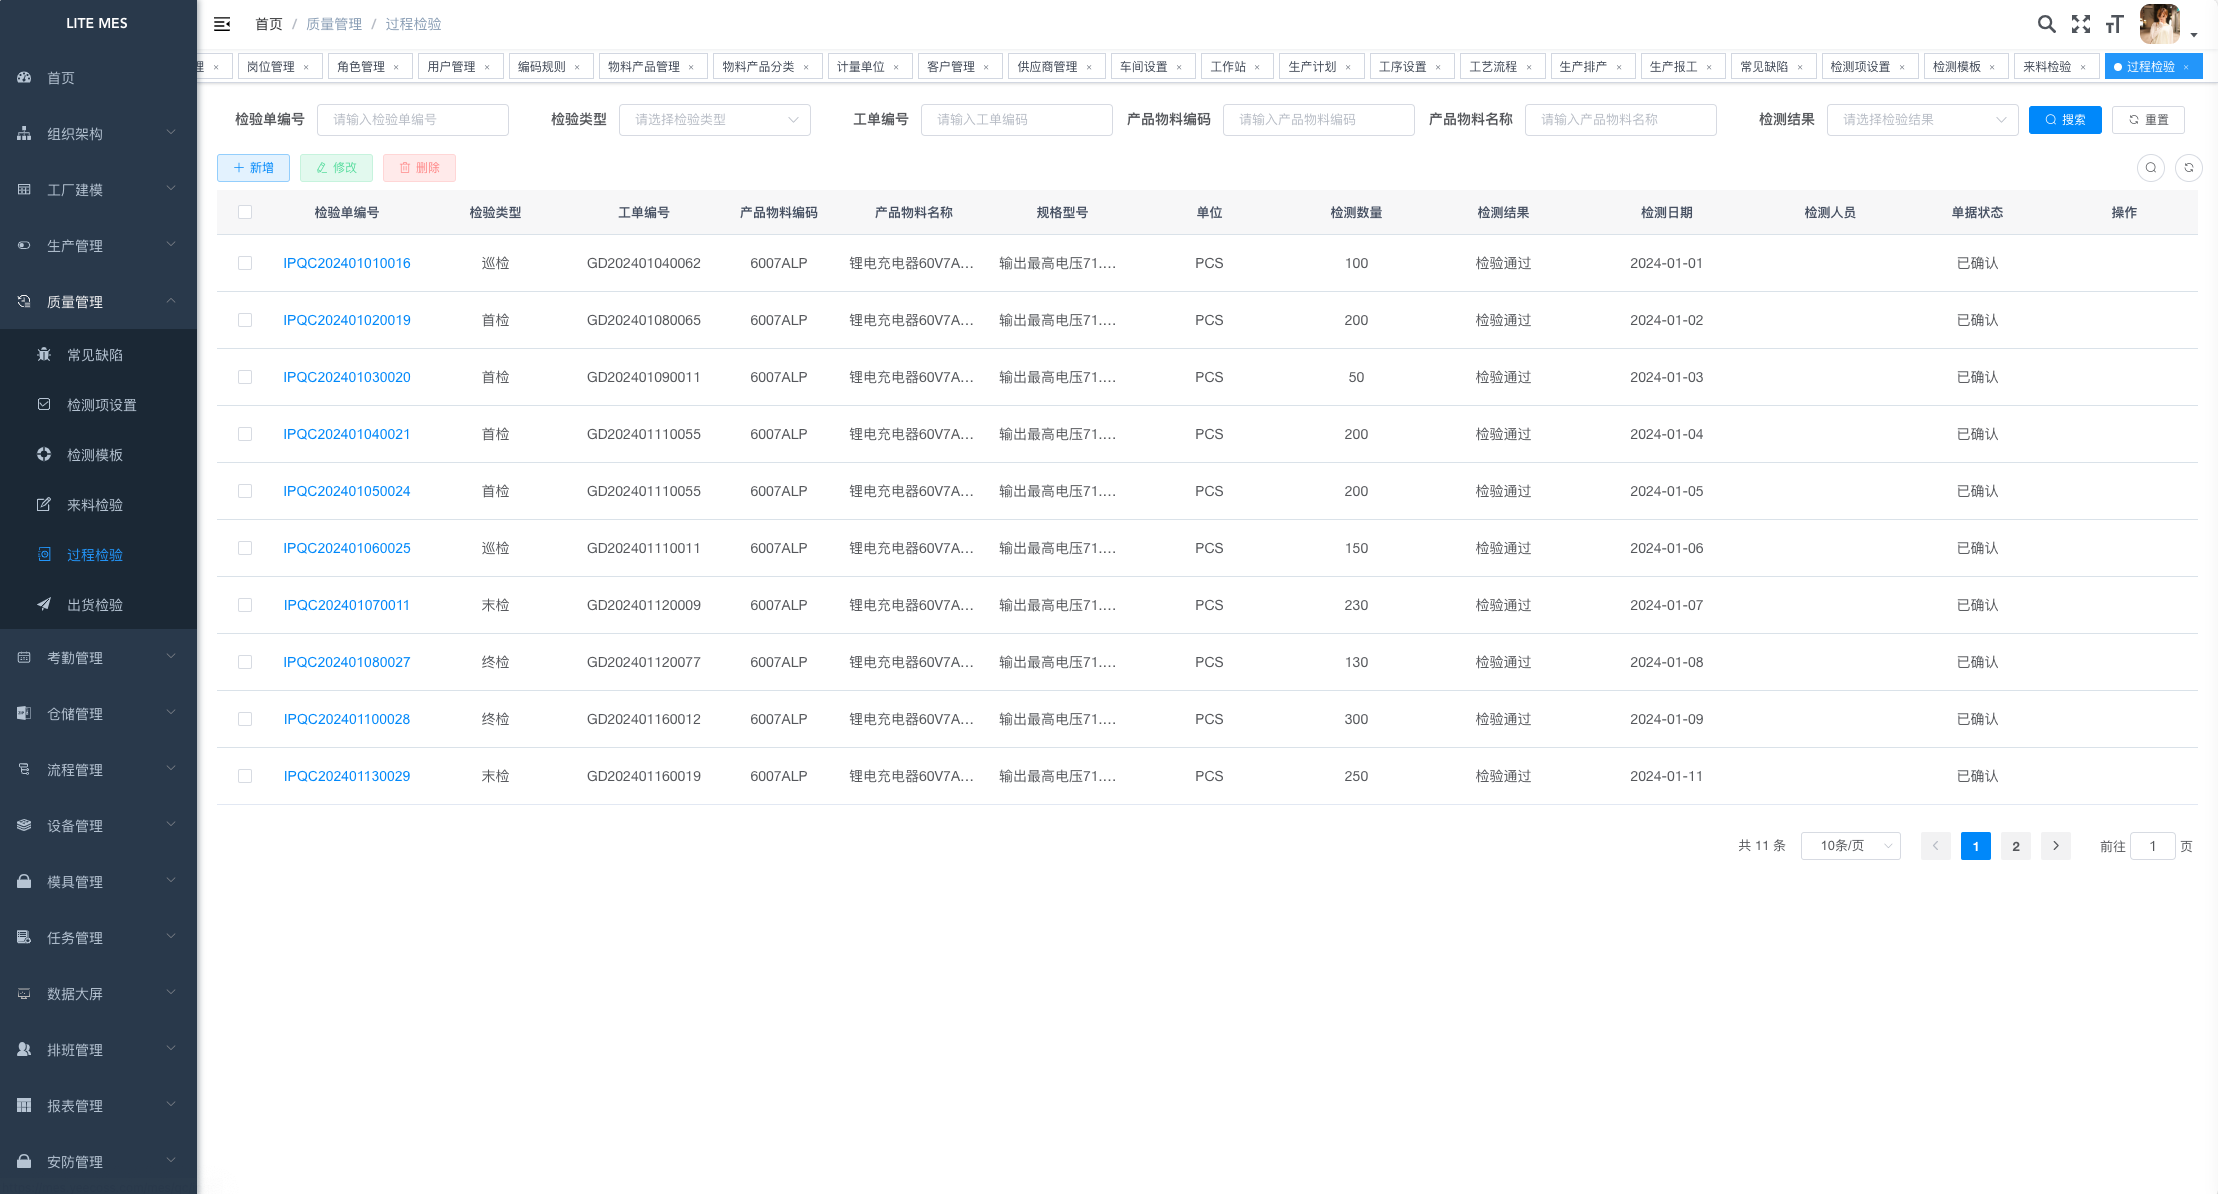 LITE MES
首页
组织架构
工厂建模
生产管理
质量管理
常见缺陷
检测项设置
检测模板
来料检验
过程检验
出货检验
考勤管理
仓储管理
流程管理
设备管理
模具管理
任务管理
数据大屏
排班管理
报表管理
安防管理
首页 / 质量管理 / 过程检验
理 × 岗位管理 × 角色管理 × 用户管理 × 编码规则 × 物料产品管理 × 物料产品分类 × 计量单位 × 客户管理 × 供应商管理 × 车间设置 × 工作站 × 生产计划 × 工序设置 × 工艺流程 × 生产排产 × 生产报工 × 常见缺陷 × 检测项设置 × 检测模板 × 来料检验 × 过程检验 ×
检验单编号 请输入检验单编号 检验类型 请选择检验类型 工单编号 请输入工单编码 产品物料编码 请输入产品物料编码 产品物料名称 请输入产品物料名称 检测结果 请选择检验结果 搜索 重置
新增 修改 删除
检验单编号 检验类型 工单编号 产品物料编码 产品物料名称 规格型号 单位 检测数量 检测结果 检测日期 检测人员 单据状态 操作
IPQC202401010016 巡检 GD202401040062 6007ALP 锂电充电器60V7A... 输出最高电压71.... PCS 100 检验通过 2024-01-01 已确认
IPQC202401020019 首检 GD202401080065 6007ALP 锂电充电器60V7A... 输出最高电压71.... PCS 200 检验通过 2024-01-02 已确认
IPQC202401030020 首检 GD202401090011 6007ALP 锂电充电器60V7A... 输出最高电压71.... PCS 50 检验通过 2024-01-03 已确认
IPQC202401040021 首检 GD202401110055 6007ALP 锂电充电器60V7A... 输出最高电压71.... PCS 200 检验通过 2024-01-04 已确认
IPQC202401050024 首检 GD202401110055 6007ALP 锂电充电器60V7A... 输出最高电压71.... PCS 200 检验通过 2024-01-05 已确认
IPQC202401060025 巡检 GD202401110011 6007ALP 锂电充电器60V7A... 输出最高电压71.... PCS 150 检验通过 2024-01-06 已确认
IPQC202401070011 末检 GD202401120009 6007ALP 锂电充电器60V7A... 输出最高电压71.... PCS 230 检验通过 2024-01-07 已确认
IPQC202401080027 终检 GD202401120077 6007ALP 锂电充电器60V7A... 输出最高电压71.... PCS 130 检验通过 2024-01-08 已确认
IPQC202401100028 终检 GD202401160012 6007ALP 锂电充电器60V7A... 输出最高电压71.... PCS 300 检验通过 2024-01-09 已确认
IPQC202401130029 末检 GD202401160019 6007ALP 锂电充电器60V7A... 输出最高电压71.... PCS 250 检验通过 2024-01-11 已确认
共 11 条 10条/页 1 2 前往 1 页